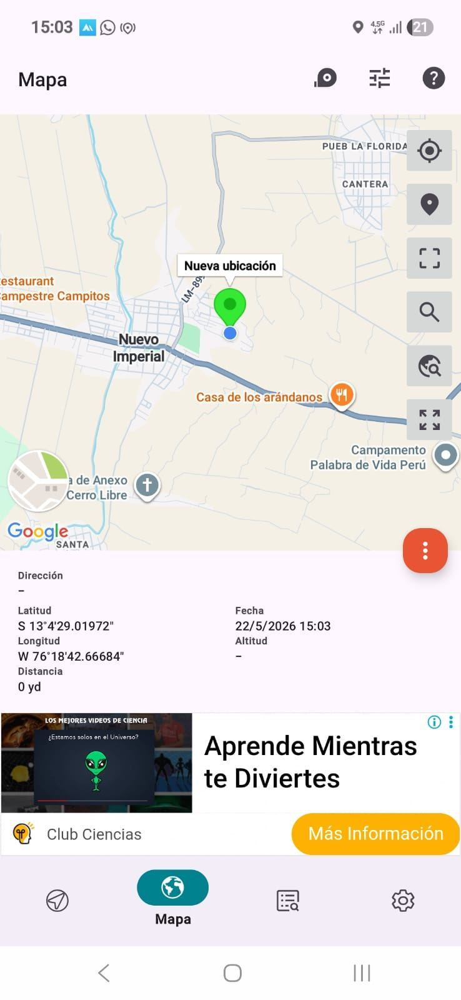 15:03
4.5G
21
Mapa
PUEB LA FLORIDA
CANTERA
Nueva ubicación
LM-895
estaurant
ampestre Campitos
Nuevo
Imperial
Casa de los arándanos
Campamento
Palabra de Vida Perú
a de Anexo
Cerro Libre
Google
SANTA
Dirección
–
Latitud
S 13°4'29.01972"
Longitud
W 76°18'42.66684"
Distancia
0 yd
Fecha
22/5/2026 15:03
Altitud
–
LOS MEJORES VIDEOS DE CIENCIA
¿Estamos solos en el Universo?
Aprende Mientras
te Diviertes
Club Ciencias
Más Información
Mapa